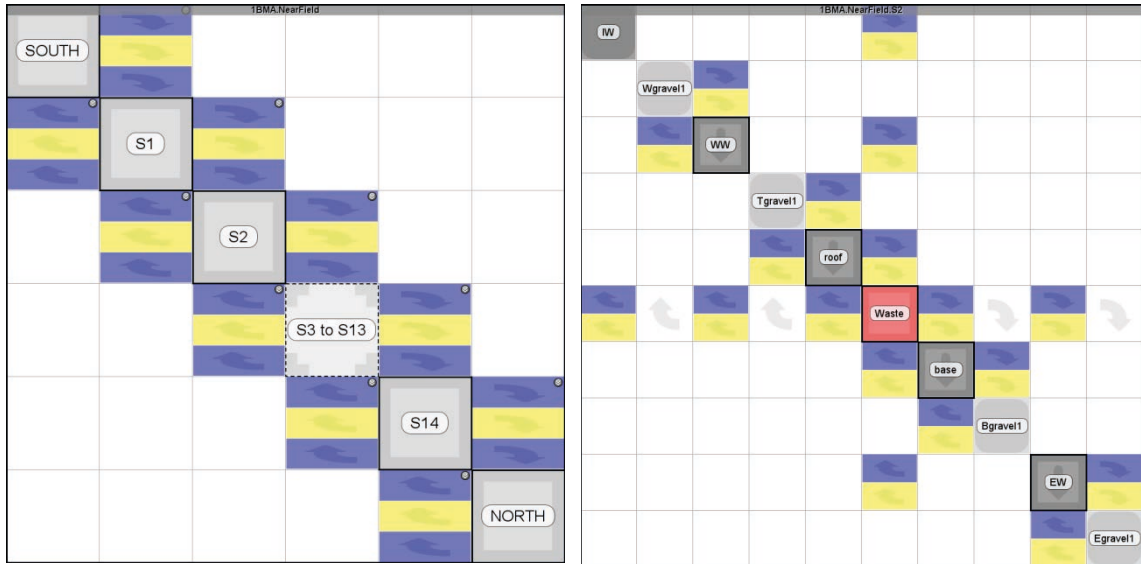 1BMA.NearField
SOUTH
S1
S2
S3 to S13
S14
NORTH
1BMA.NearField.S2
IW
Wgravel1
WW
Tgravel1
roof
Waste
base
Bgravel1
EW
Egravel1